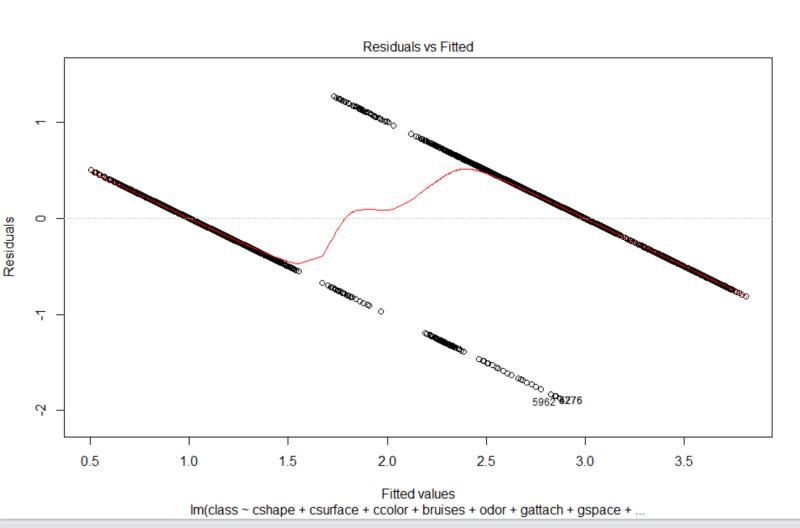 Residuals vs Fitted
Residuals
1
0
-1
-2
5962
4276
0.5 1.0 1.5 2.0 2.5 3.0 3.5
Fitted values
lm(class ~ cshape + csurface + ccolor + bruises + odor + gattach + gspace + ...